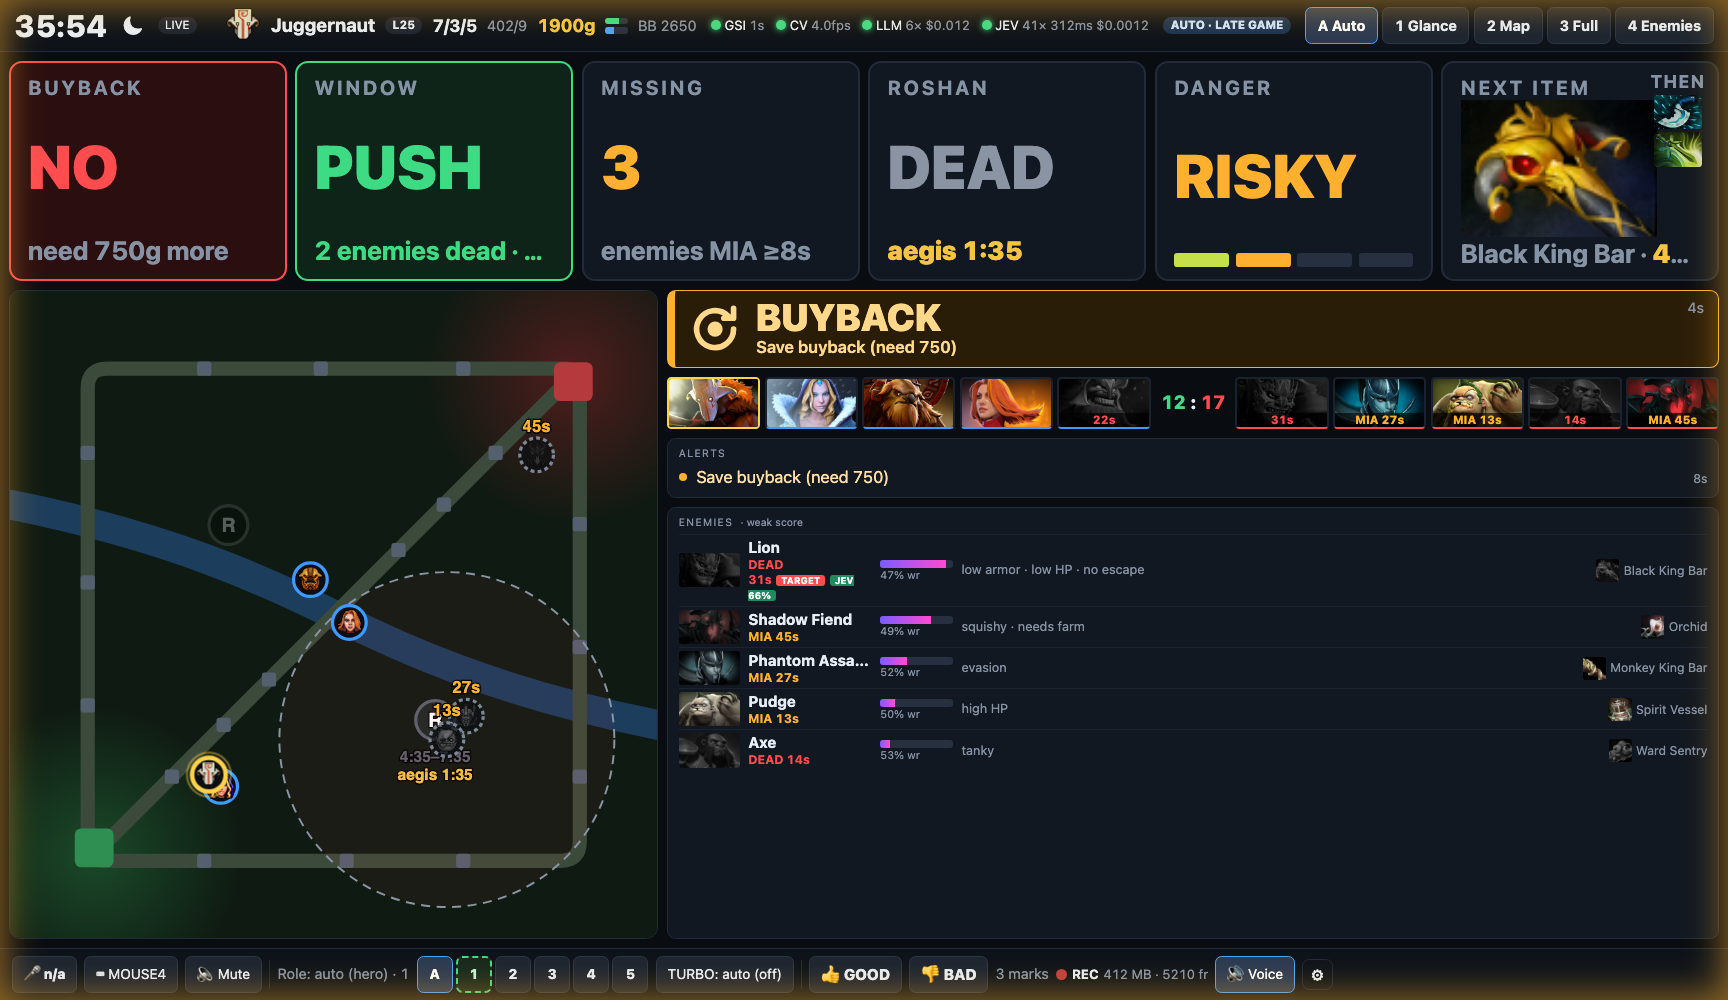 35:54 LIVE Juggernaut L25 7/3/5 402/9 1900g BB 2650 GSI 1s CV 4.0fps LLM 6× $0.012 JEV 41× 312ms $0.0012 AUTO · LATE GAME A Auto 1 Glance 2 Map 3 Full 4 Enemies
BUYBACK
NO
need 750g more
WINDOW
PUSH
2 enemies dead · ...
MISSING
3
enemies MIA ≥8s
ROSHAN
DEAD
aegis 1:35
DANGER
RISKY
NEXT ITEM
THEN
Black King Bar · 4...
45s
R
27s
13s
R
aegis 1:35
BUYBACK
4s
Save buyback (need 750)
22s 12 : 17 31s MIA 27s MIA 13s 14s MIA 45s
ALERTS
Save buyback (need 750) 8s
ENEMIES · weak score
Lion
DEAD
31s TARGET JEV
66%
47% wr
low armor · low HP · no escape
Black King Bar
Shadow Fiend
MIA 45s
49% wr
squishy · needs farm
Orchid
Phantom Assa...
MIA 27s
52% wr
evasion
Monkey King Bar
Pudge
MIA 13s
50% wr
high HP
Spirit Vessel
Axe
DEAD 14s
53% wr
tanky
Ward Sentry
n/a MOUSE4 Mute Role: auto (hero) · 1 A 1 2 3 4 5 TURBO: auto (off) GOOD BAD 3 marks REC 412 MB · 5210 fr Voice